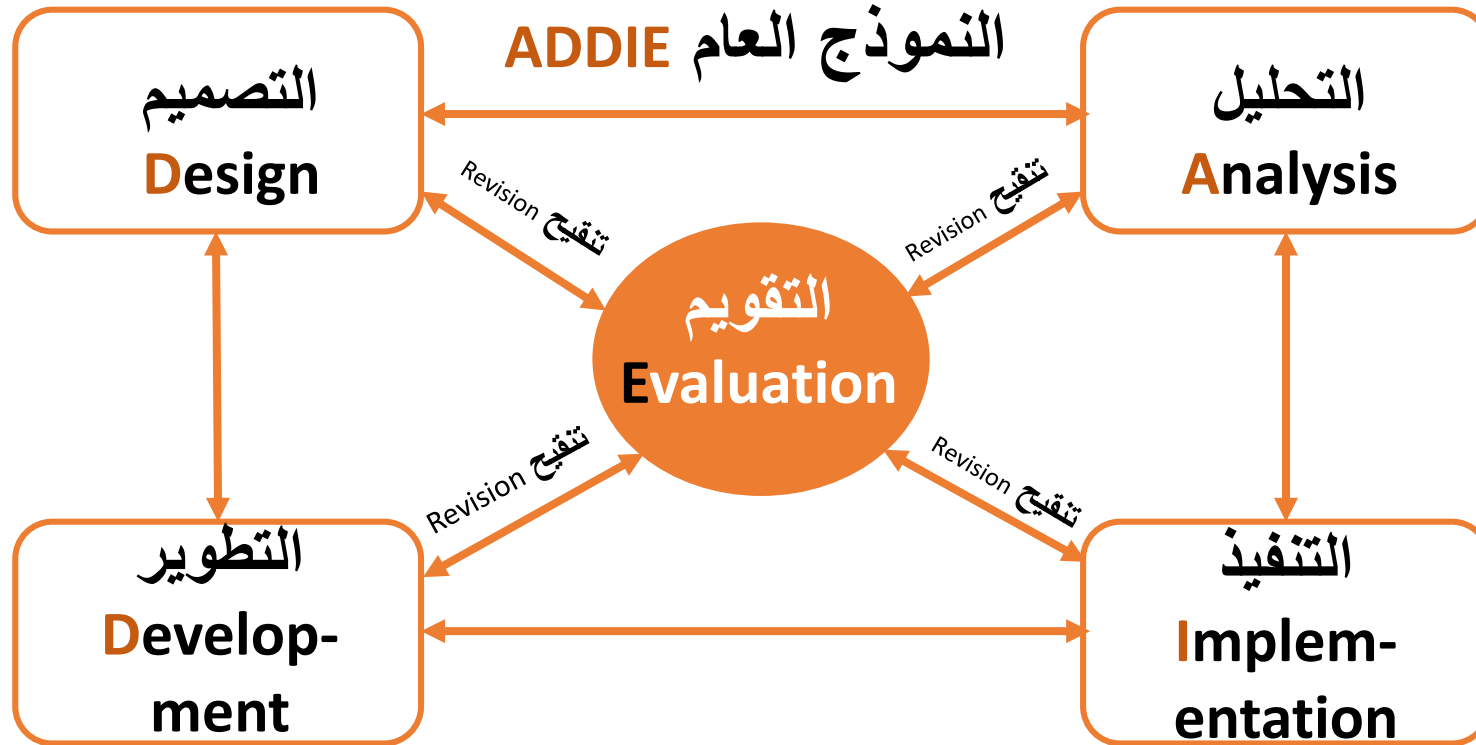 النموذج العام ADDIE
التحليل
Analysis
التصميم
Design
تنقيح Revision
تنقيح Revision
التقويم
Evaluation
تنقيح Revision
تنقيح Revision
التطوير
Develop-
ment
التنفيذ
Implem-
entation